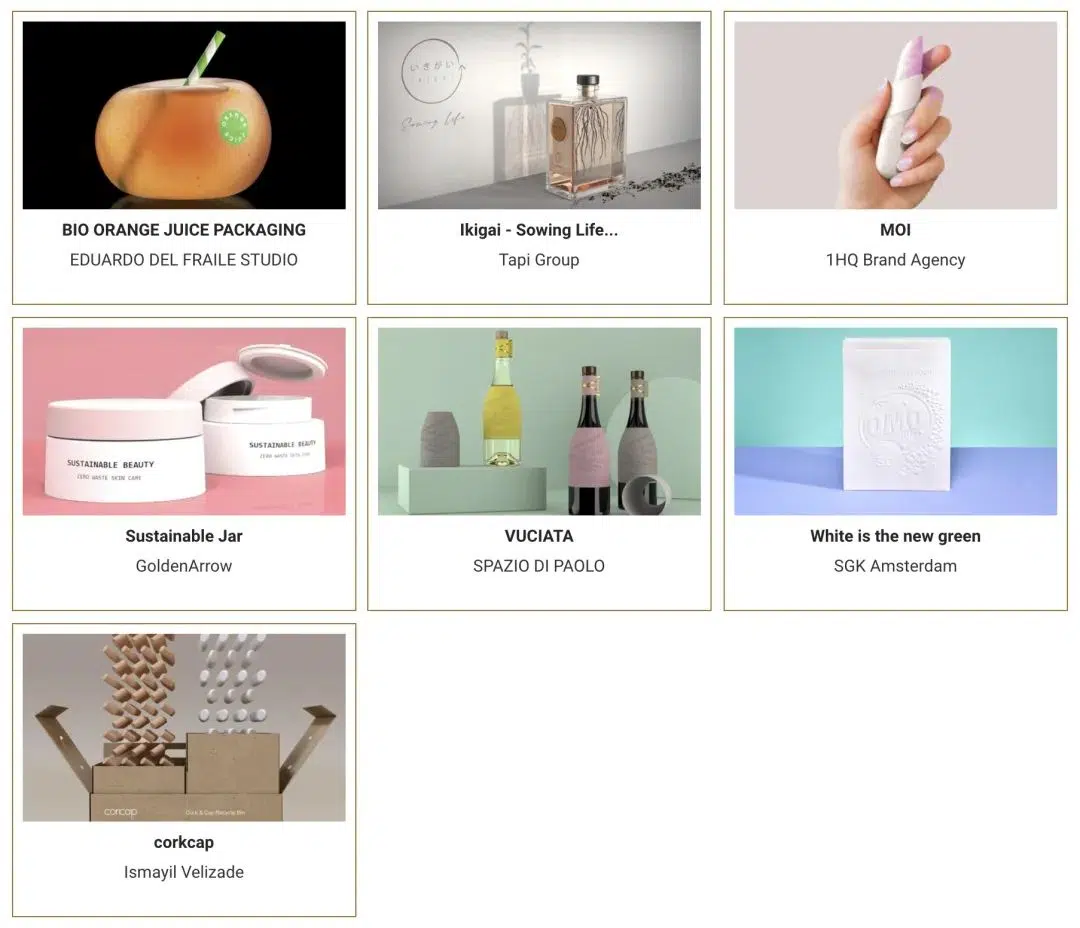 Orange Juice
いきがい
Sowing Life
BIO ORANGE JUICE PACKAGING
EDUARDO DEL FRAILE STUDIO
Ikigai - Sowing Life...
Tapi Group
MOI
1HQ Brand Agency
SUSTAINABLE BEAUTY
ZERO WASTE SKIN CARE
SUSTAINABLE BEAUTY
ZERO WASTE SKIN CARE
OMO
Sustainable Jar
GoldenArrow
VUCIATA
SPAZIO DI PAOLO
White is the new green
SGK Amsterdam
corkcap
Cork & Cap Recycle Bin
corkcap
Ismayil Velizade